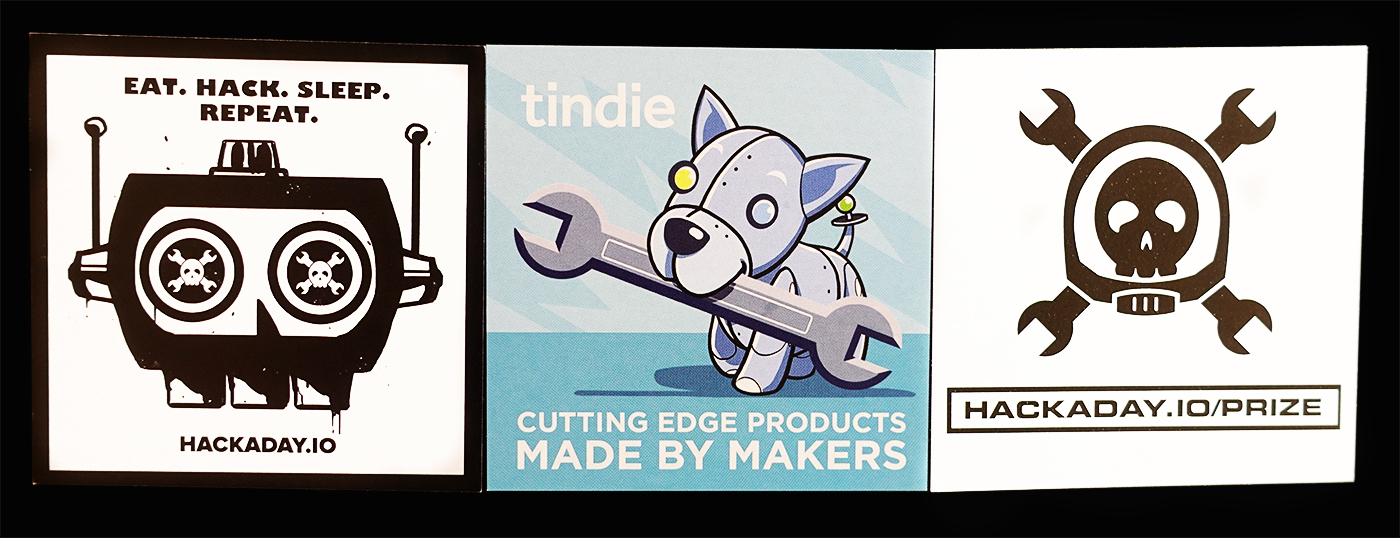 EAT. HACK. SLEEP.
REPEAT.
HACKADAY.IO
tindie
CUTTING EDGE PRODUCTS
MADE BY MAKERS
HACKADAY.IO/PRIZE